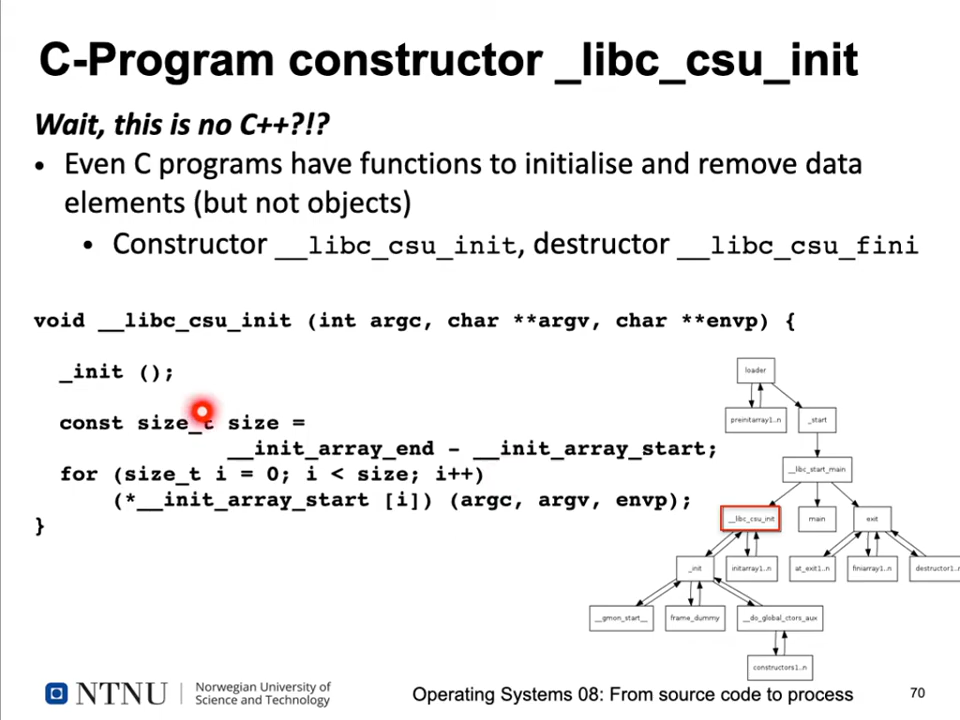 C-Program constructor _libc_csu_init
Wait, this is no C++?!?
• Even C programs have functions to initialise and remove data
elements (but not objects)
• Constructor __libc_csu_init, destructor __libc_csu_fini
void __libc_csu_init (int argc, char **argv, char **envp) {
_init ();
const size_t size =
__init_array_end - __init_array_start;
for (size_t i = 0; i < size; i++)
(*__init_array_start [i]) (argc, argv, envp);
}
loader
preinitarray1..n
_start
__libc_start_main
__libc_csu_init
main
exit
_init
initarray1..n
at_exit1..n
finiarray1..n
destructor1..n
__gmon_start__
frame_dummy
__do_global_ctors_aux
constructors1..n
NTNU
Norwegian University of
Science and Technology
Operating Systems 08: From source code to process
70